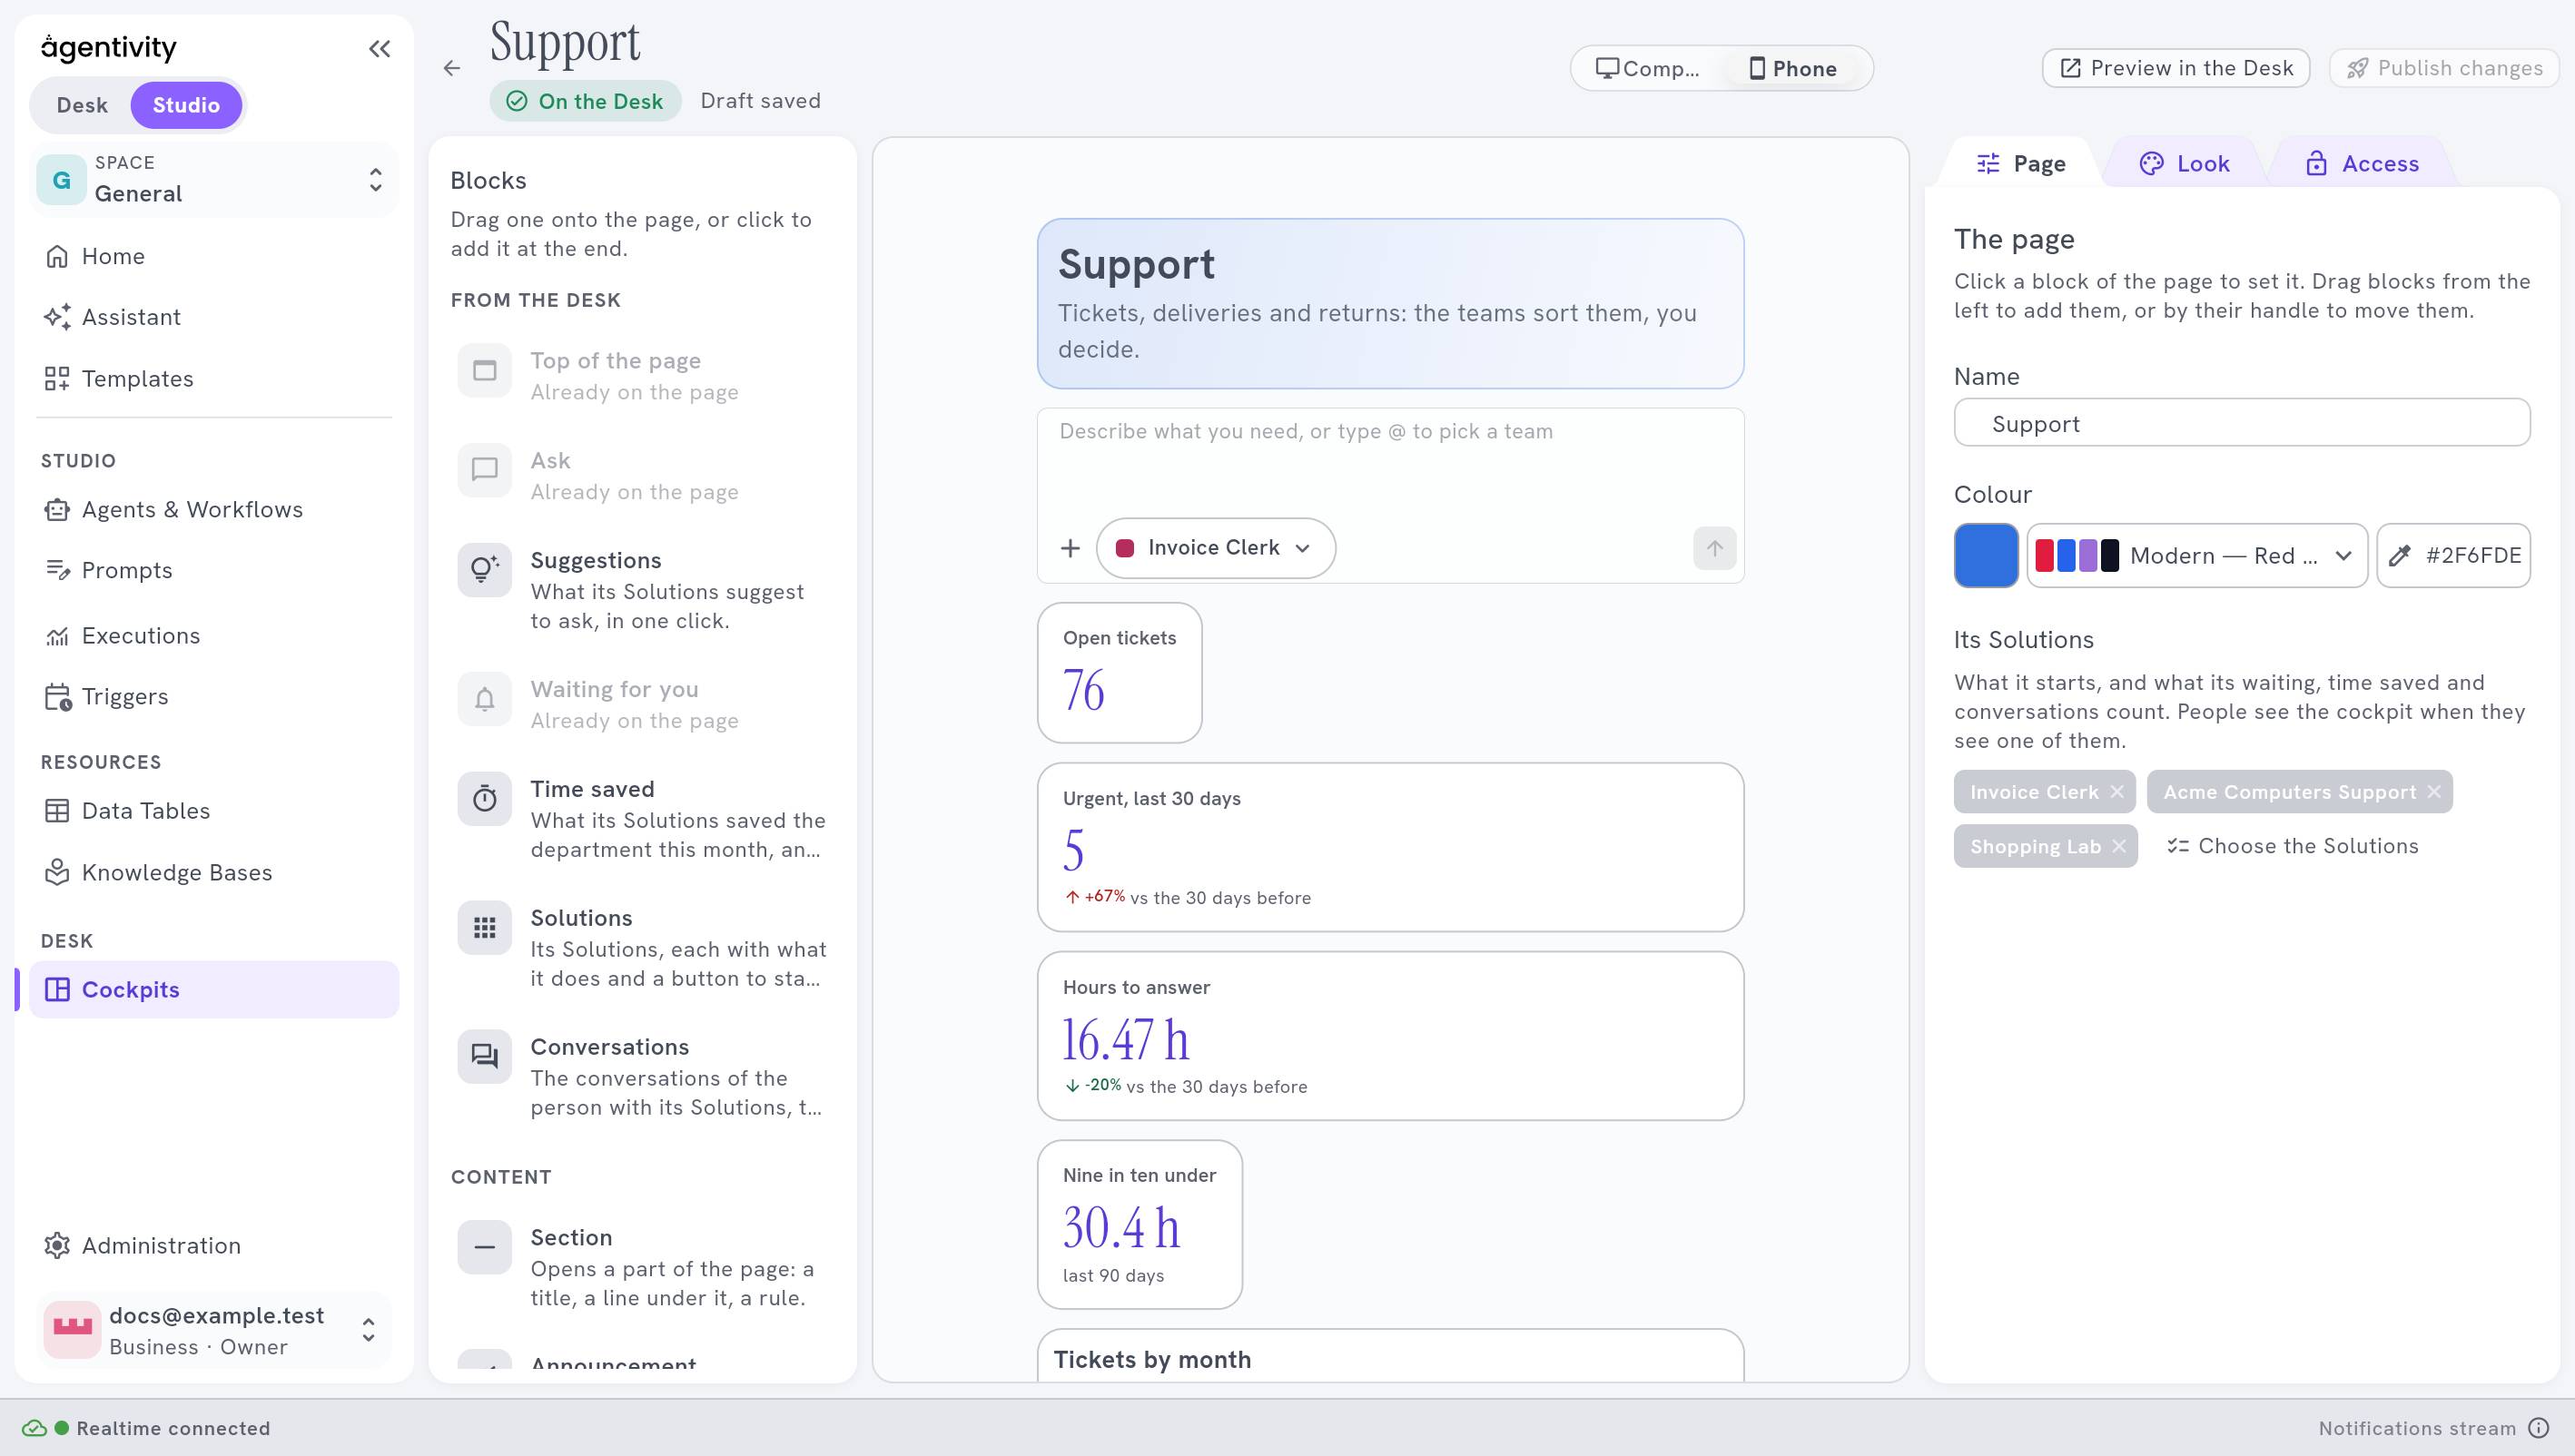 agentivity
Desk
Studio
G
SPACE
General
Home
Assistant
Templates
STUDIO
Agents & Workflows
Prompts
Executions
Triggers
RESOURCES
Data Tables
Knowledge Bases
DESK
Cockpits
Administration
docs@example.test
Business · Owner
Support
On the Desk
Draft saved
Comp...
Phone
Preview in the Desk
Publish changes
Blocks
Drag one onto the page, or click to
add it at the end.
FROM THE DESK
Top of the page
Already on the page
Ask
Already on the page
Suggestions
What its Solutions suggest
to ask, in one click.
Waiting for you
Already on the page
Time saved
What its Solutions saved the
department this month, an...
Solutions
Its Solutions, each with what
it does and a button to sta...
Conversations
The conversations of the
person with its Solutions, t...
CONTENT
Section
Opens a part of the page: a
title, a line under it, a rule.
Announcement
Support
Tickets, deliveries and returns: the teams sort them, you
decide.
Describe what you need, or type @ to pick a team
Invoice Clerk
Open tickets
76
Urgent, last 30 days
5
+67% vs the 30 days before
Hours to answer
16.47 h
-20% vs the 30 days before
Nine in ten under
30.4 h
last 90 days
Tickets by month
Page
Look
Access
The page
Click a block of the page to set it. Drag blocks from the
left to add them, or by their handle to move them.
Name
Support
Colour
Modern — Red ...
#2F6FDE
Its Solutions
What it starts, and what its waiting, time saved and
conversations count. People see the cockpit when they
see one of them.
Invoice Clerk
Acme Computers Support
Shopping Lab
Choose the Solutions
Realtime connected
Notifications stream